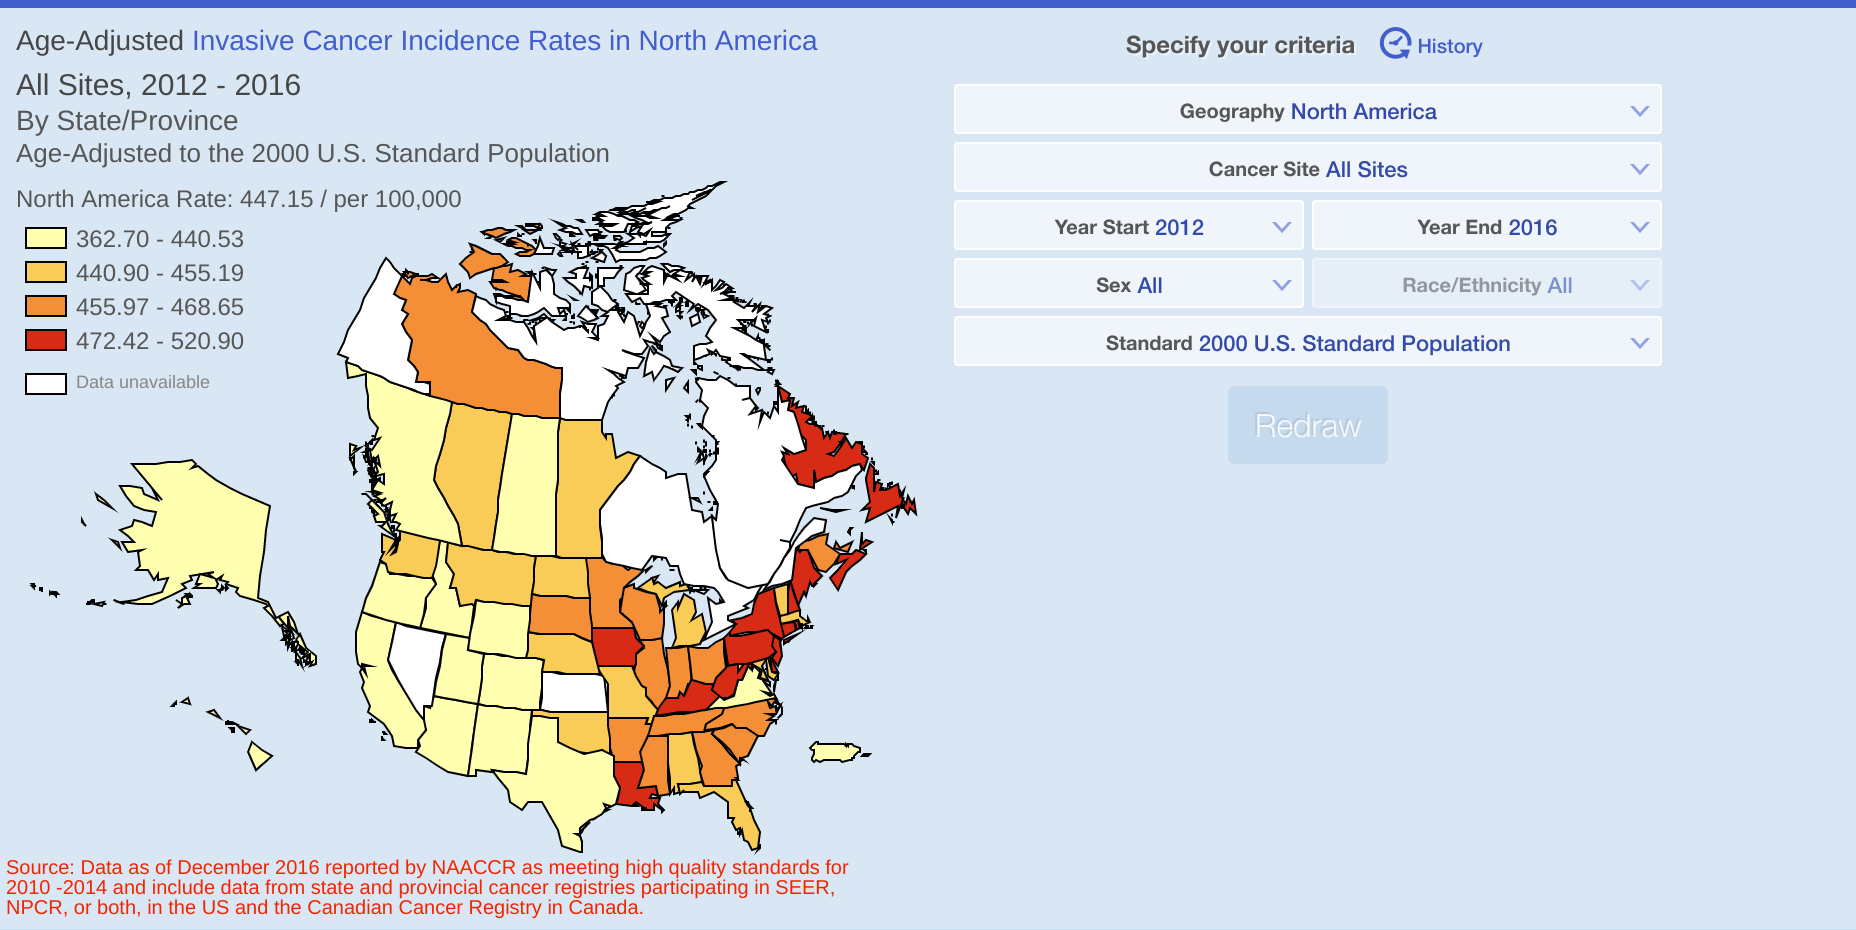 Age-Adjusted Invasive Cancer Incidence Rates in North America
All Sites, 2012 - 2016
By State/Province
Age-Adjusted to the 2000 U.S. Standard Population
North America Rate: 447.15 / per 100,000
362.70 - 440.53
440.90 - 455.19
455.97 - 468.65
472.42 - 520.90
Data unavailable
Source: Data as of December 2016 reported by NAACCR as meeting high quality standards for
2010 -2014 and include data from state and provincial cancer registries participating in SEER,
NPCR, or both, in the US and the Canadian Cancer Registry in Canada.
Specify your criteria
History
Geography North America
Cancer Site All Sites
Year Start 2012
Year End 2016
Sex All
Race/Ethnicity All
Standard 2000 U.S. Standard Population
Redraw